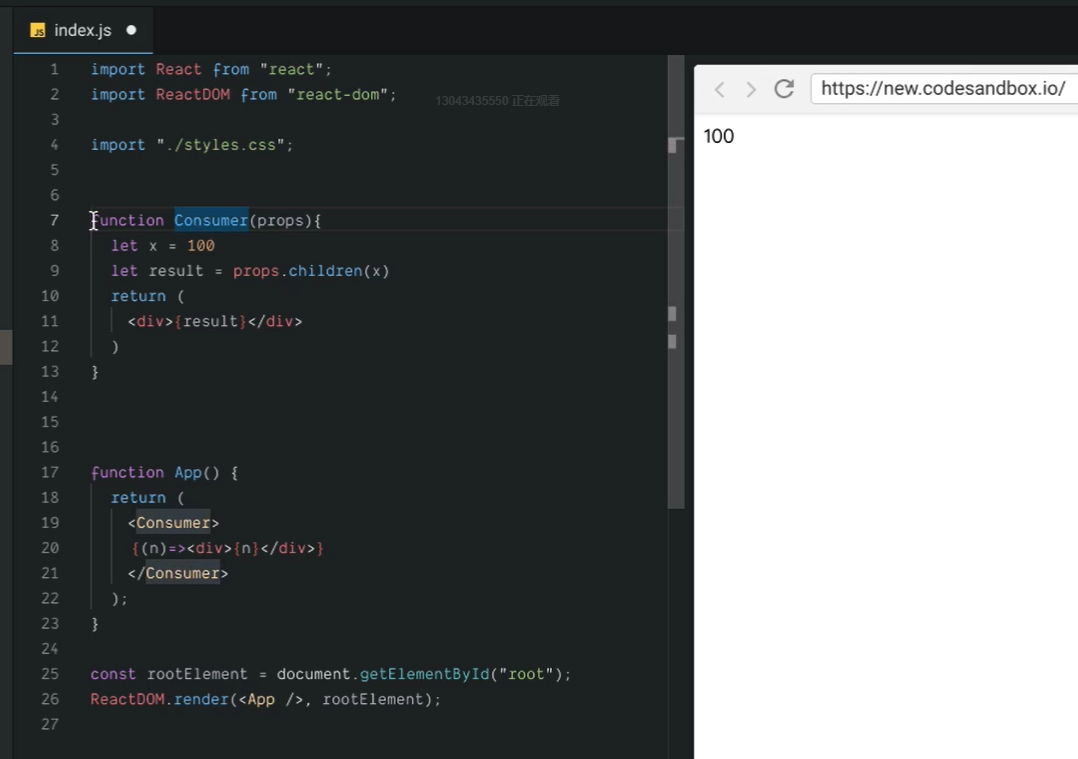 JS index.js
1 import React from "react";
2 import ReactDOM from "react-dom";
13043435550 正在观看
3
4 import "./styles.css";
5
6
7 function Consumer(props){
8 let x = 100
9 let result = props.children(x)
10 return (
11 <div>{result}</div>
12 )
13 }
14
15
16
17 function App() {
18 return (
19 <Consumer>
20 {(n)=><div>{n}</div>}
21 </Consumer>
22 );
23 }
24
25 const rootElement = document.getElementById("root");
26 ReactDOM.render(<App />, rootElement);
27
https://new.codesandbox.io/
100